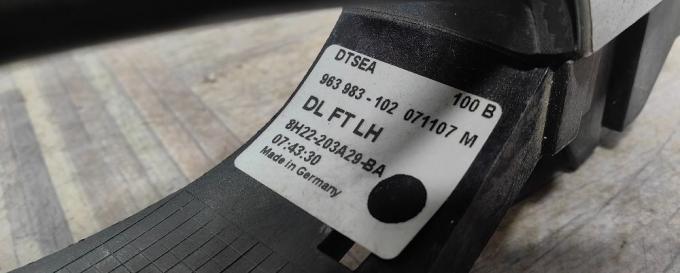 DTSEA 100 B
963 983 - 102 071107 M
DL FT LH
8H22-203A29-BA
07:43:30
Made in Germany